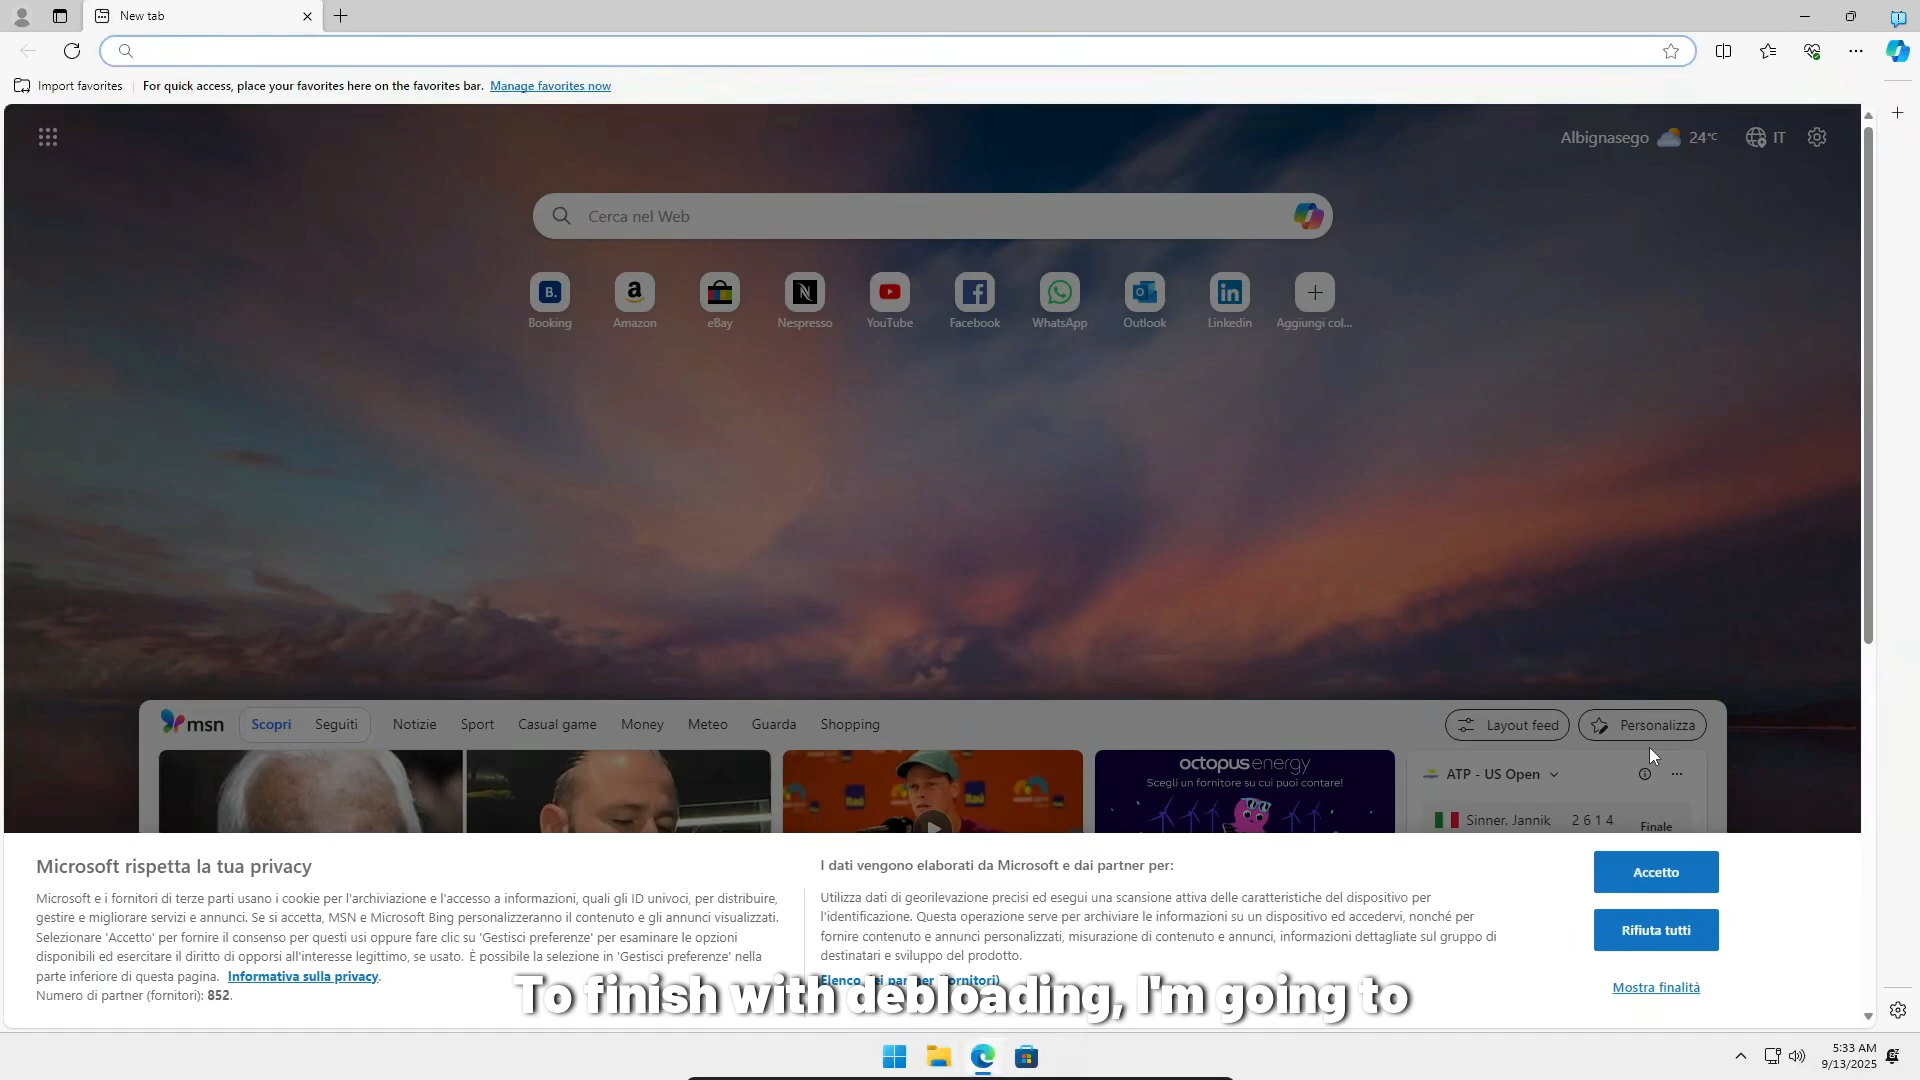 New tab
Import favorites
For quick access, place your favorites here on the favorites bar. Manage favorites now
Albignasego 24°C IT
Cerca nel Web
B. a N in
Booking Amazon eBay Nespresso YouTube Facebook WhatsApp Outlook Linkedin Aggiungi col...
msn Scopri Seguiti Notizie Sport Casual game Money Meteo Guarda Shopping Layout feed Personalizza
octopus energy
Scegli un fornitore su cui puoi contare!
ATP - US Open
Sinner, Jannik 2 6 1 4 Finale
Microsoft rispetta la tua privacy
Microsoft e i fornitori di terze parti usano i cookie per l'archiviazione e l'accesso a informazioni, quali gli ID univoci, per distribuire,
gestire e migliorare servizi e annunci. Se si accetta, MSN e Microsoft Bing personalizzeranno il contenuto e gli annunci visualizzati.
Selezionare 'Accetto' per fornire il consenso per questi usi oppure fare clic su 'Gestisci preferenze' per esaminare le opzioni
disponibili ed esercitare il diritto di opporsi all'interesse legittimo, se usato. È possibile la selezione in 'Gestisci preferenze' nella
parte inferiore di questa pagina. Informativa sulla privacy.
Numero di partner (fornitori): 852.
I dati vengono elaborati da Microsoft e dai partner per:
Utilizza dati di georilevazione precisi ed esegui una scansione attiva delle caratteristiche del dispositivo per
l'identificazione. Questa operazione serve per archiviare le informazioni su un dispositivo ed accedervi, nonché per
fornire contenuto e annunci personalizzati, misurazione di contenuto e annunci, informazioni dettagliate sul gruppo di
destinatari e sviluppo del prodotto.
Elenco dei partner (fornitori)
Accetto
Rifiuta tutti
Mostra finalità
To finish with debloading, I'm going to
5:33 AM
9/13/2025